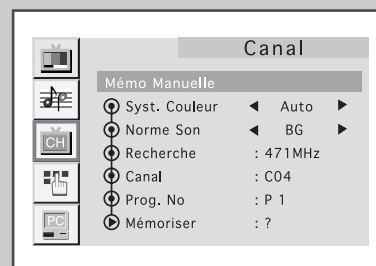 Canal
Mémo Manuelle
Syst. Couleur ◀ Auto ▶
Norme Son ◀ BG ▶
CH
Recherche : 471MHz
Canal : C04
Prog. No : P 1
PC
Mémoriser : ?